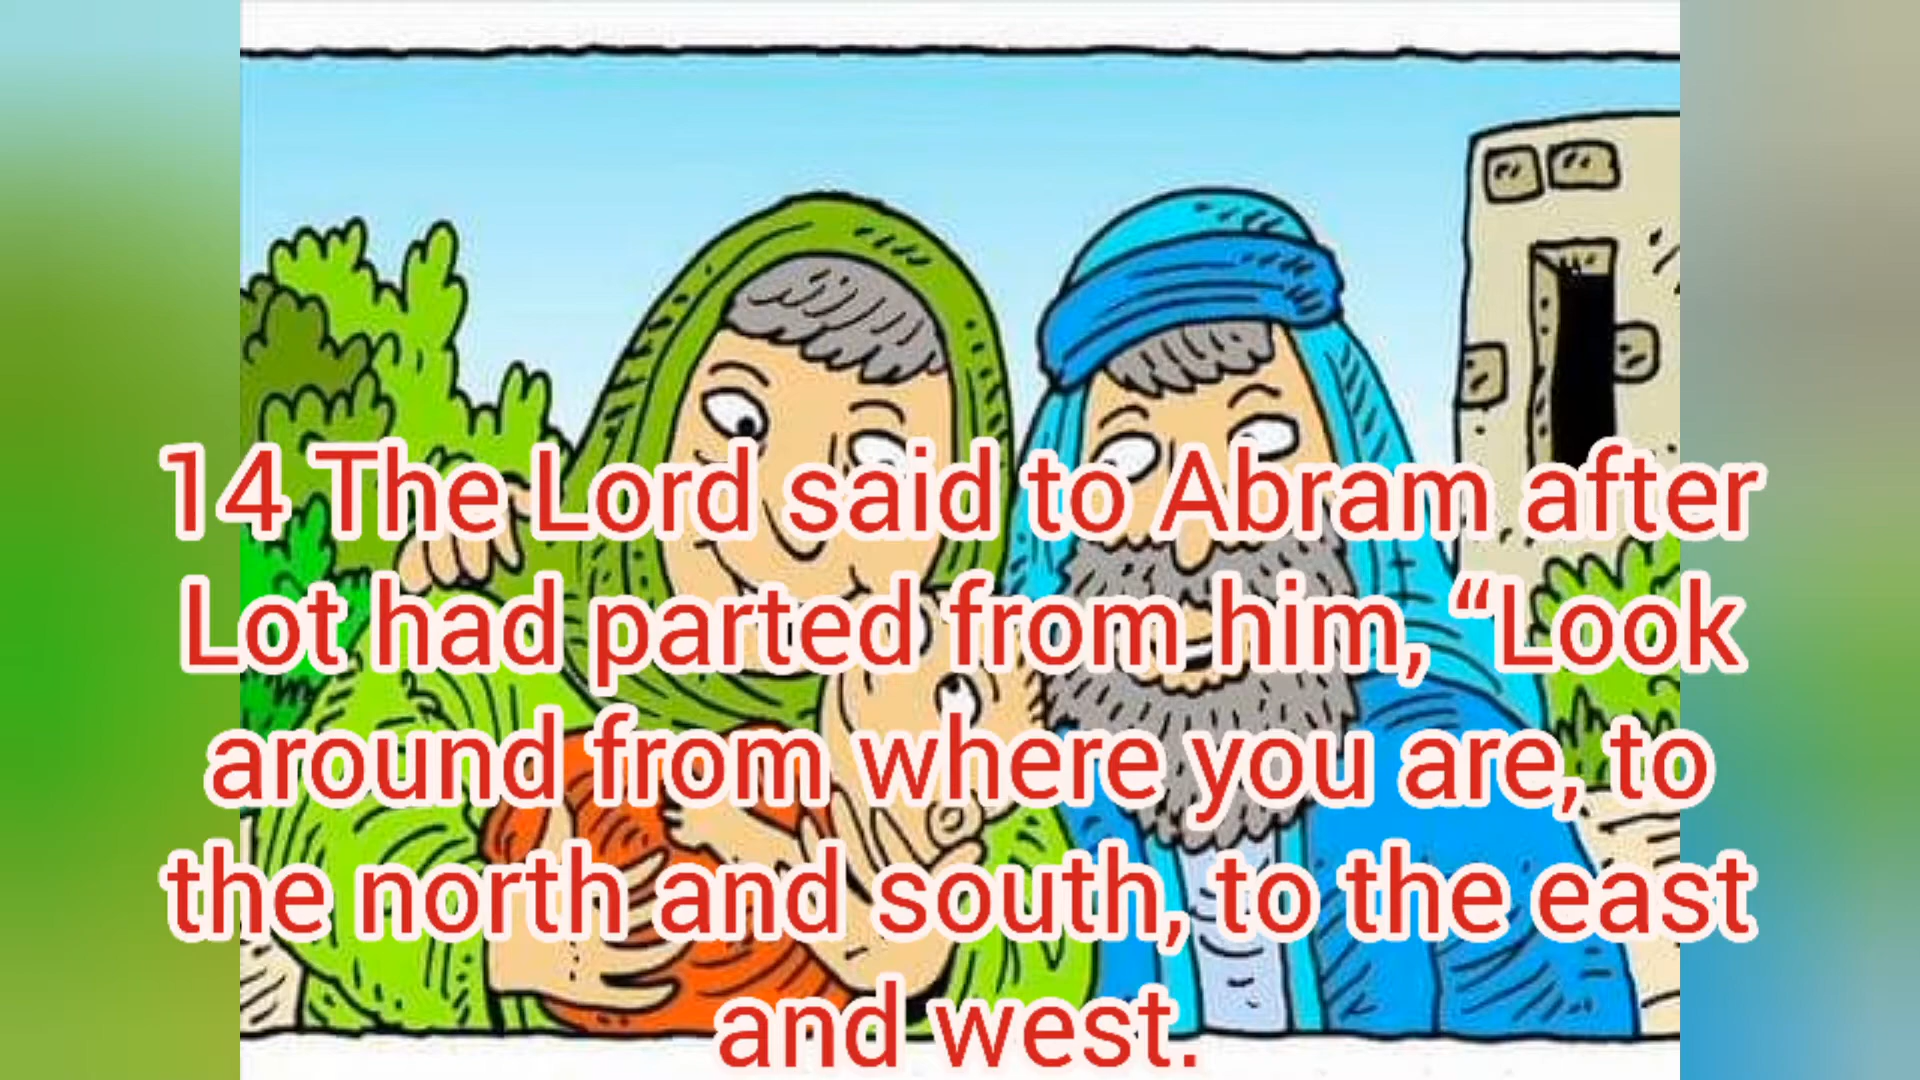 14 The Lord said to Abram after
Lot had parted from him, “Look
around from where you are, to
the north and south, to the east
and west.